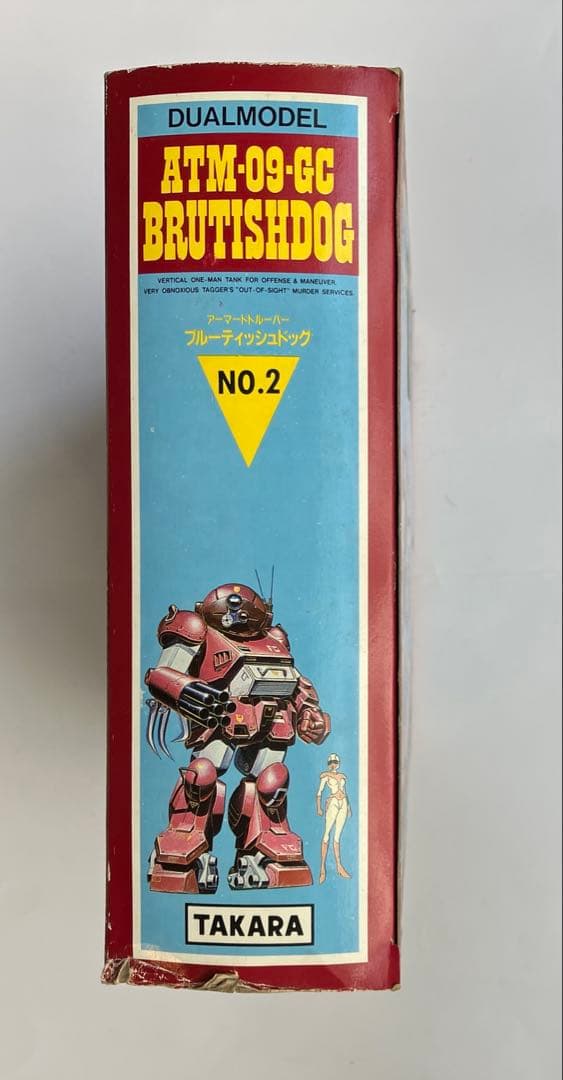 DUALMODEL
ATM-09-GC
BRUTISHDOG
VERTICAL ONE-MAN TANK FOR OFFENSE & MANEUVER.
VERY OBNOXIOUS TAGGER'S "OUT-OF-SIGHT" MURDER SERVICES.
アーマードトルーパー
ブルーティッシュドッグ
NO.2
TAKARA